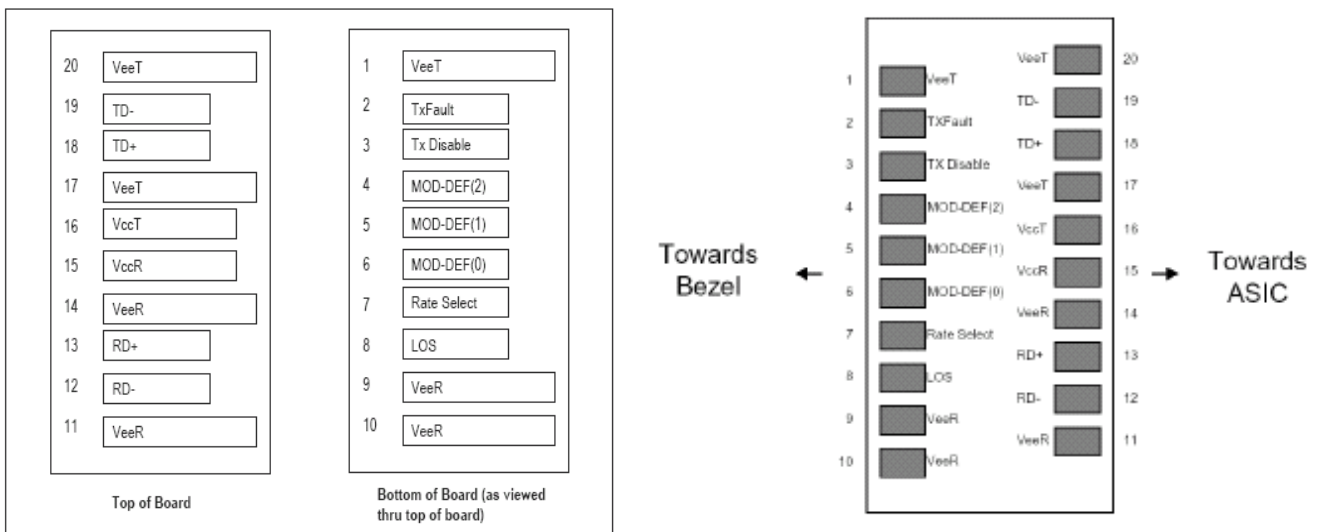 20 VeeT
19 TD-
18 TD+
17 VeeT
16 VccT
15 VccR
14 VeeR
13 RD+
12 RD-
11 VeeR
Top of Board
1 VeeT
2 TxFault
3 Tx Disable
4 MOD-DEF(2)
5 MOD-DEF(1)
6 MOD-DEF(0)
7 Rate Select
8 LOS
9 VeeR
10 VeeR
Bottom of Board (as viewed
thru top of board)
Towards
Bezel
1 VeeT
2 TXFault
3 TX Disable
4 MOD-DEF(2)
5 MOD-DEF(1)
6 MOD-DEF(0)
7 Rate Select
8 LOS
9 VeeR
10 VeeR
VeeT 20
TD- 19
TD+ 18
VeeT 17
VccT 16
VccR 15
VeeR 14
RD+ 13
RD- 12
VeeR 11
Towards
ASIC